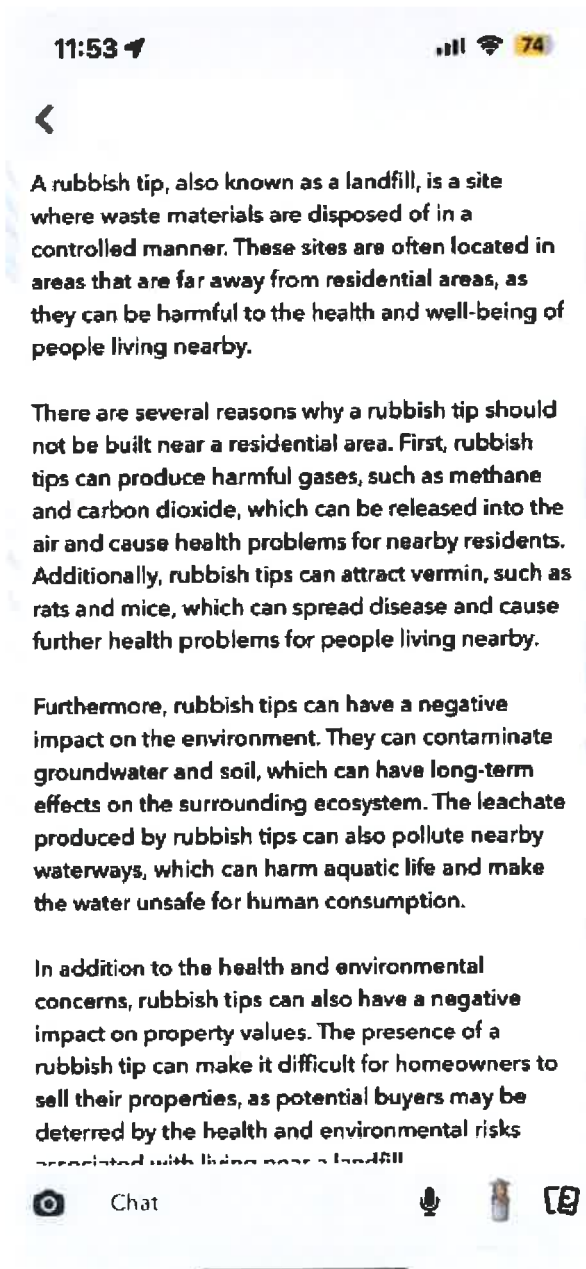 11:53
74
A rubbish tip, also known as a landfill, is a site
where waste materials are disposed of in a
controlled manner. These sites are often located in
areas that are far away from residential areas, as
they can be harmful to the health and well-being of
people living nearby.
There are several reasons why a rubbish tip should
not be built near a residential area. First, rubbish
tips can produce harmful gases, such as methane
and carbon dioxide, which can be released into the
air and cause health problems for nearby residents.
Additionally, rubbish tips can attract vermin, such as
rats and mice, which can spread disease and cause
further health problems for people living nearby.
Furthermore, rubbish tips can have a negative
impact on the environment. They can contaminate
groundwater and soil, which can have long-term
effects on the surrounding ecosystem. The leachate
produced by rubbish tips can also pollute nearby
waterways, which can harm aquatic life and make
the water unsafe for human consumption.
In addition to the health and environmental
concerns, rubbish tips can also have a negative
impact on property values. The presence of a
rubbish tip can make it difficult for homeowners to
sell their properties, as potential buyers may be
deterred by the health and environmental risks
associated with living near a landfill
Chat